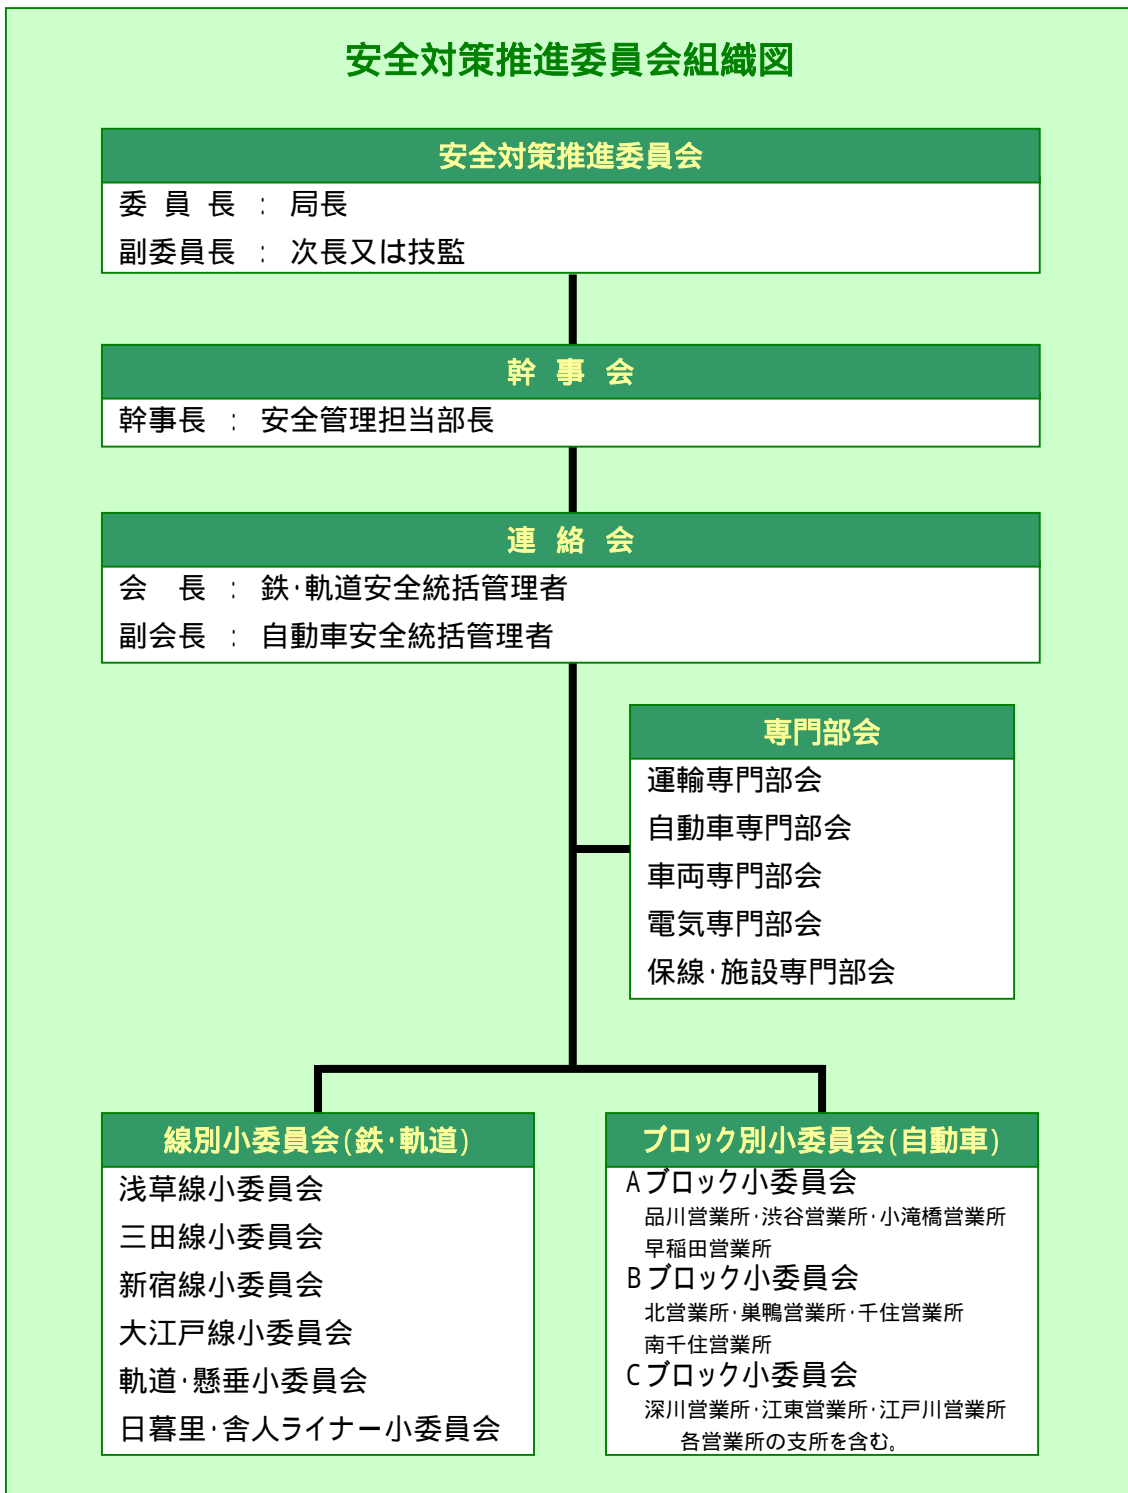 安全対策推進委員会組織図
安全対策推進委員会
委 員 長 : 局長
副委員長 : 次長又は技監
幹 事 会
幹事長 : 安全管理担当部長
連 絡 会
会 長 : 鉄・軌道安全統括管理者
副会長 : 自動車安全統括管理者
専門部会
運輸専門部会
自動車専門部会
車両専門部会
電気専門部会
保線・施設専門部会
線別小委員会(鉄・軌道)
浅草線小委員会
三田線小委員会
新宿線小委員会
大江戸線小委員会
軌道・懸垂小委員会
日暮里・舎人ライナー小委員会
ブロック別小委員会(自動車)
Aブロック小委員会
品川営業所・渋谷営業所・小滝橋営業所
早稲田営業所
Bブロック小委員会
北営業所・巣鴨営業所・千住営業所
南千住営業所
Cブロック小委員会
深川営業所・江東営業所・江戸川営業所
各営業所の支所を含む。